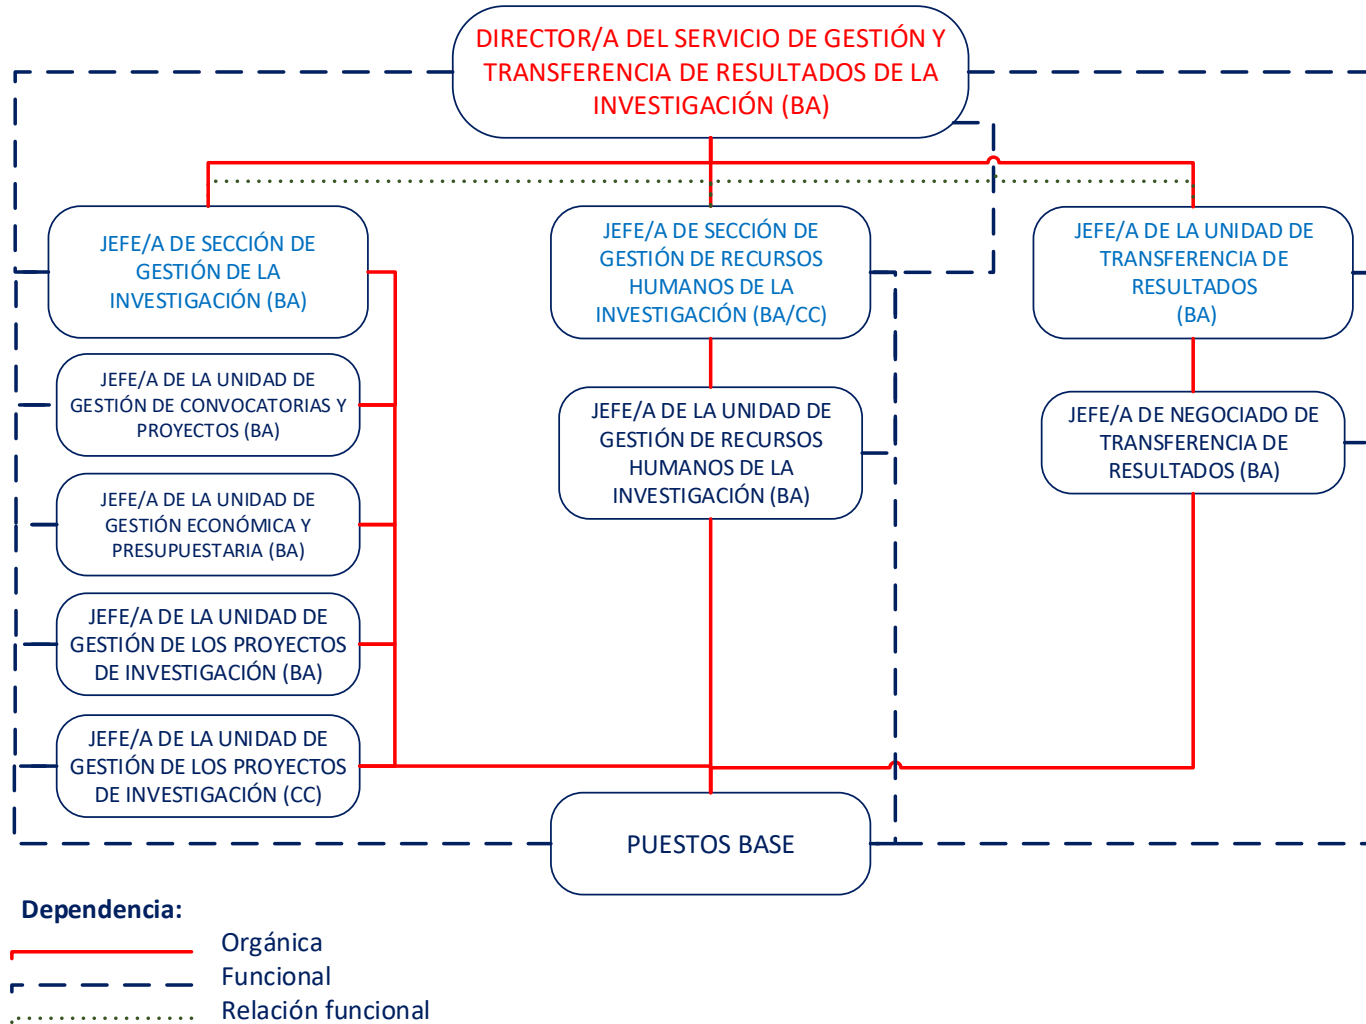 DIRECTOR/A DEL SERVICIO DE GESTIÓN Y
TRANSFERENCIA DE RESULTADOS DE LA
INVESTIGACIÓN (BA)
JEFE/A DE SECCIÓN DE
GESTIÓN DE LA
INVESTIGACIÓN (BA)
JEFE/A DE SECCIÓN DE
GESTIÓN DE RECURSOS
HUMANOS DE LA
INVESTIGACIÓN (BA/CC)
JEFE/A DE LA UNIDAD DE
TRANSFERENCIA DE
RESULTADOS
(BA)
JEFE/A DE LA UNIDAD DE
GESTIÓN DE CONVOCATORIAS Y
PROYECTOS (BA)
JEFE/A DE LA UNIDAD DE
GESTIÓN DE RECURSOS
HUMANOS DE LA
INVESTIGACIÓN (BA)
JEFE/A DE NEGOCIADO DE
TRANSFERENCIA DE
RESULTADOS (BA)
JEFE/A DE LA UNIDAD DE
GESTIÓN ECONÓMICA Y
PRESUPUESTARIA (BA)
JEFE/A DE LA UNIDAD DE
GESTIÓN DE LOS PROYECTOS
DE INVESTIGACIÓN (BA)
JEFE/A DE LA UNIDAD DE
GESTIÓN DE LOS PROYECTOS
DE INVESTIGACIÓN (CC)
PUESTOS BASE
Dependencia:
Orgánica
Funcional
Relación funcional